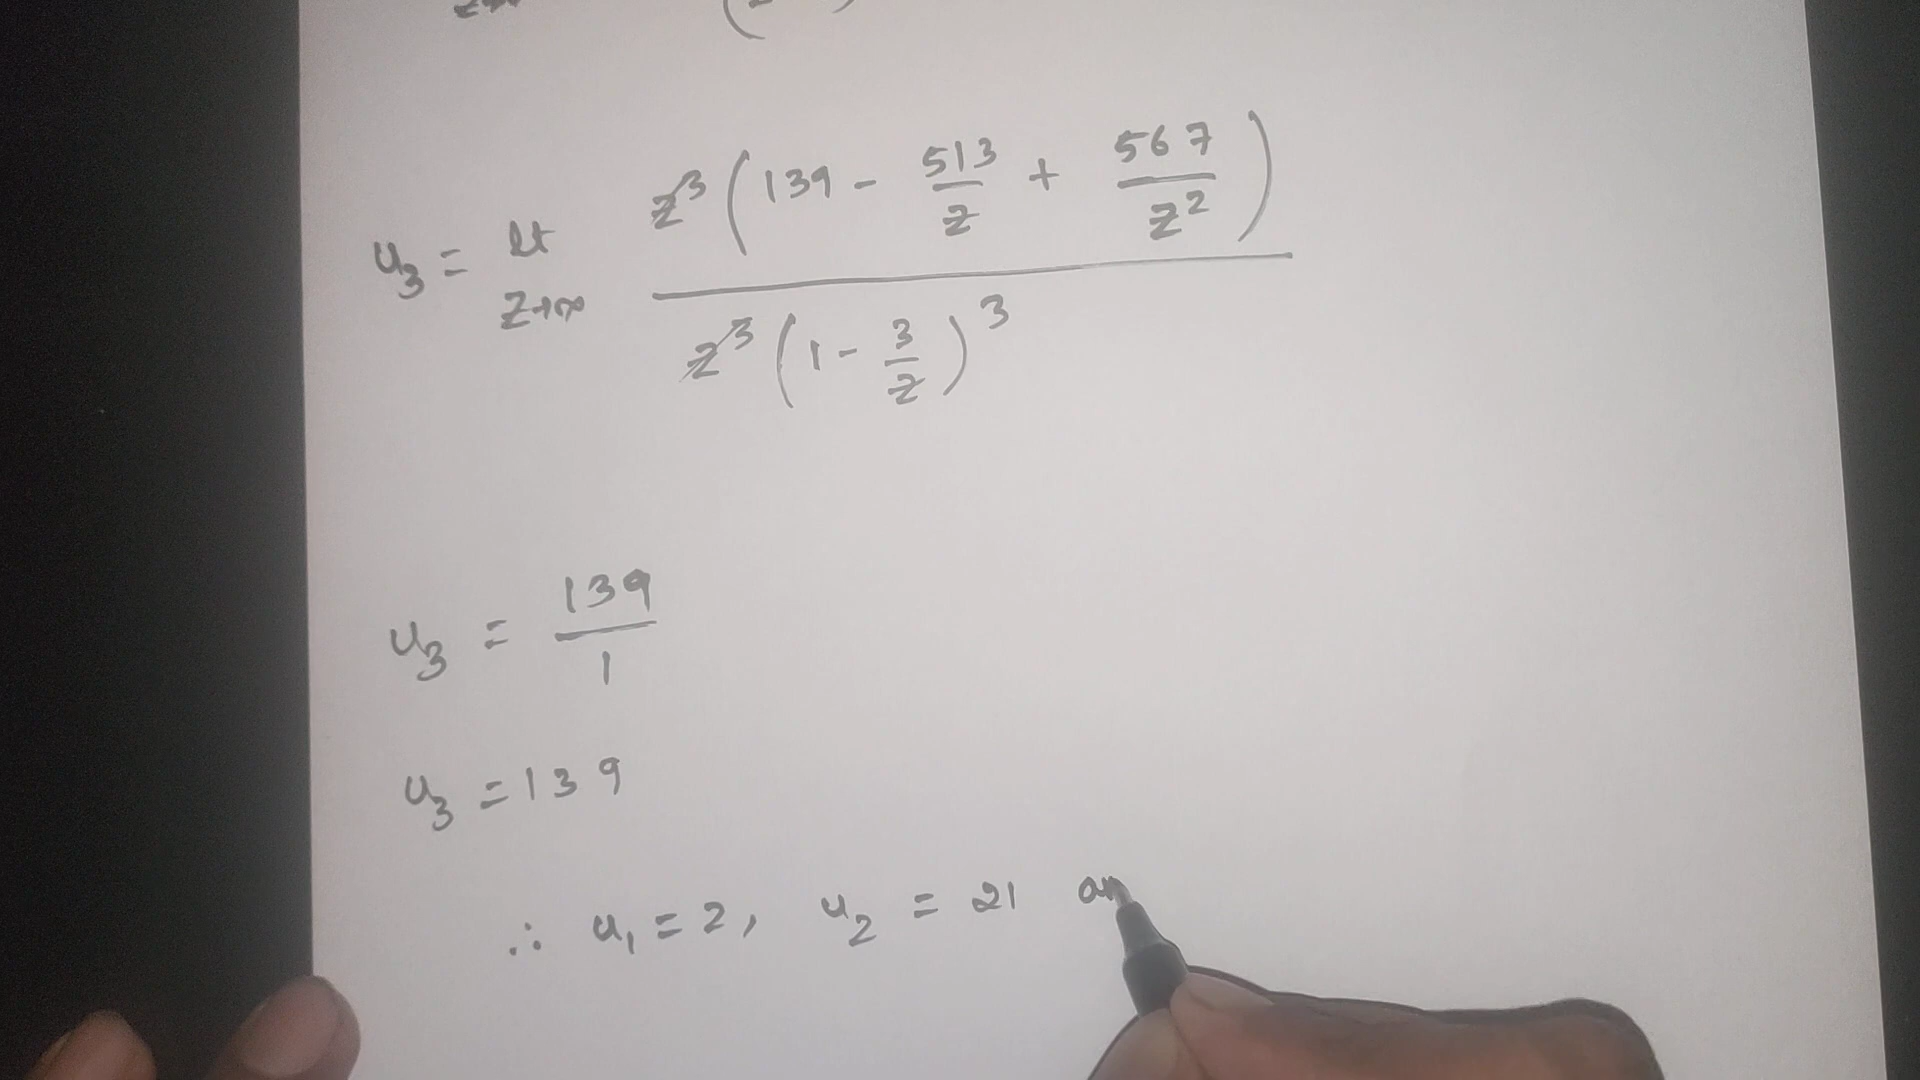 u₃ = lt z→∞ z³(139 - 513/z + 567/z²) / z³(1 - 3/z)³
u₃ = 139/1
u₃ = 139
∴ u₁ = 2, u₂ = 21 an